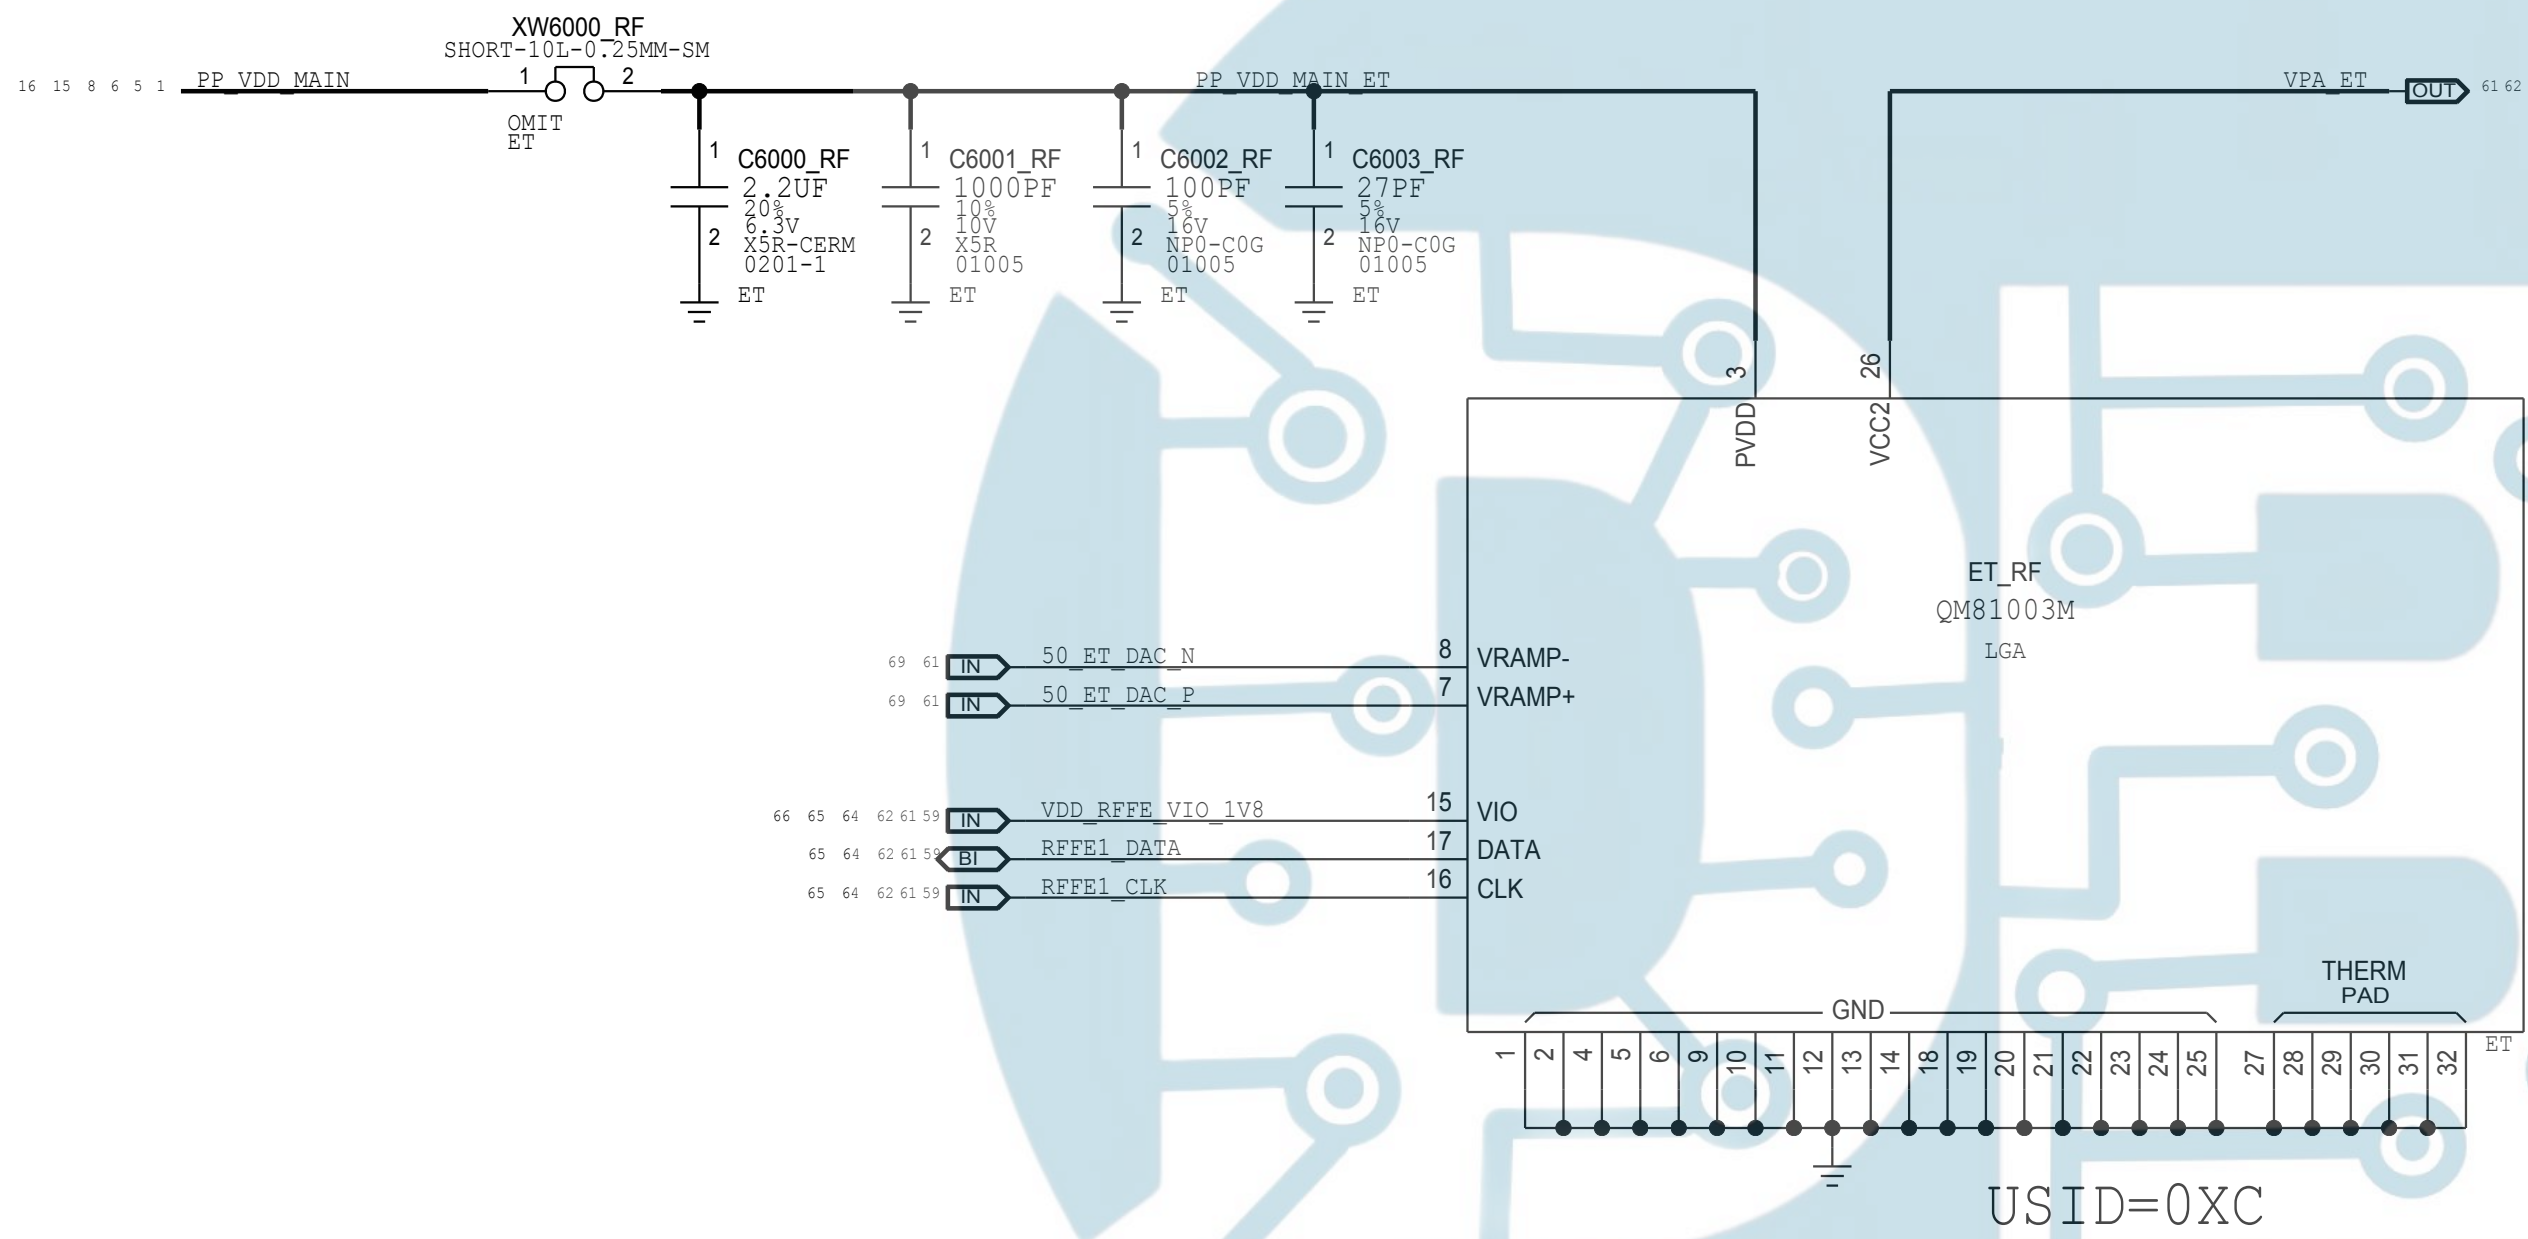 XW6000_RF
SHORT-10L-0.25MM-SM
16 15 8 6 5 1 PP_VDD_MAIN 1 2 PP_VDD_MAIN_ET VPA_ET OUT 61 62
OMIT
ET
1 C6000_RF
2.2UF
20%
6.3V
2 X5R-CERM
0201-1
ET
1 C6001_RF
1000PF
10%
10V
2 X5R
01005
ET
1 C6002_RF
100PF
5%
16V
2 NP0-C0G
01005
ET
1 C6003_RF
27PF
5%
16V
2 NP0-C0G
01005
ET
3 26
PVDD VCC2
ET_RF
QM81003M
LGA
69 61 IN 50_ET_DAC_N 8 VRAMP-
69 61 IN 50_ET_DAC_P 7 VRAMP+
66 65 64 62 61 59 IN VDD_RFFE_VIO_1V8 15 VIO
65 64 62 61 59 BI RFFE1_DATA 17 DATA
65 64 62 61 59 IN RFFE1_CLK 16 CLK
THERM
PAD
GND
1 2 4 5 6 9 10 11 12 13 14 18 19 20 21 22 23 24 25 27 28 29 30 31 32
ET
USID=0XC